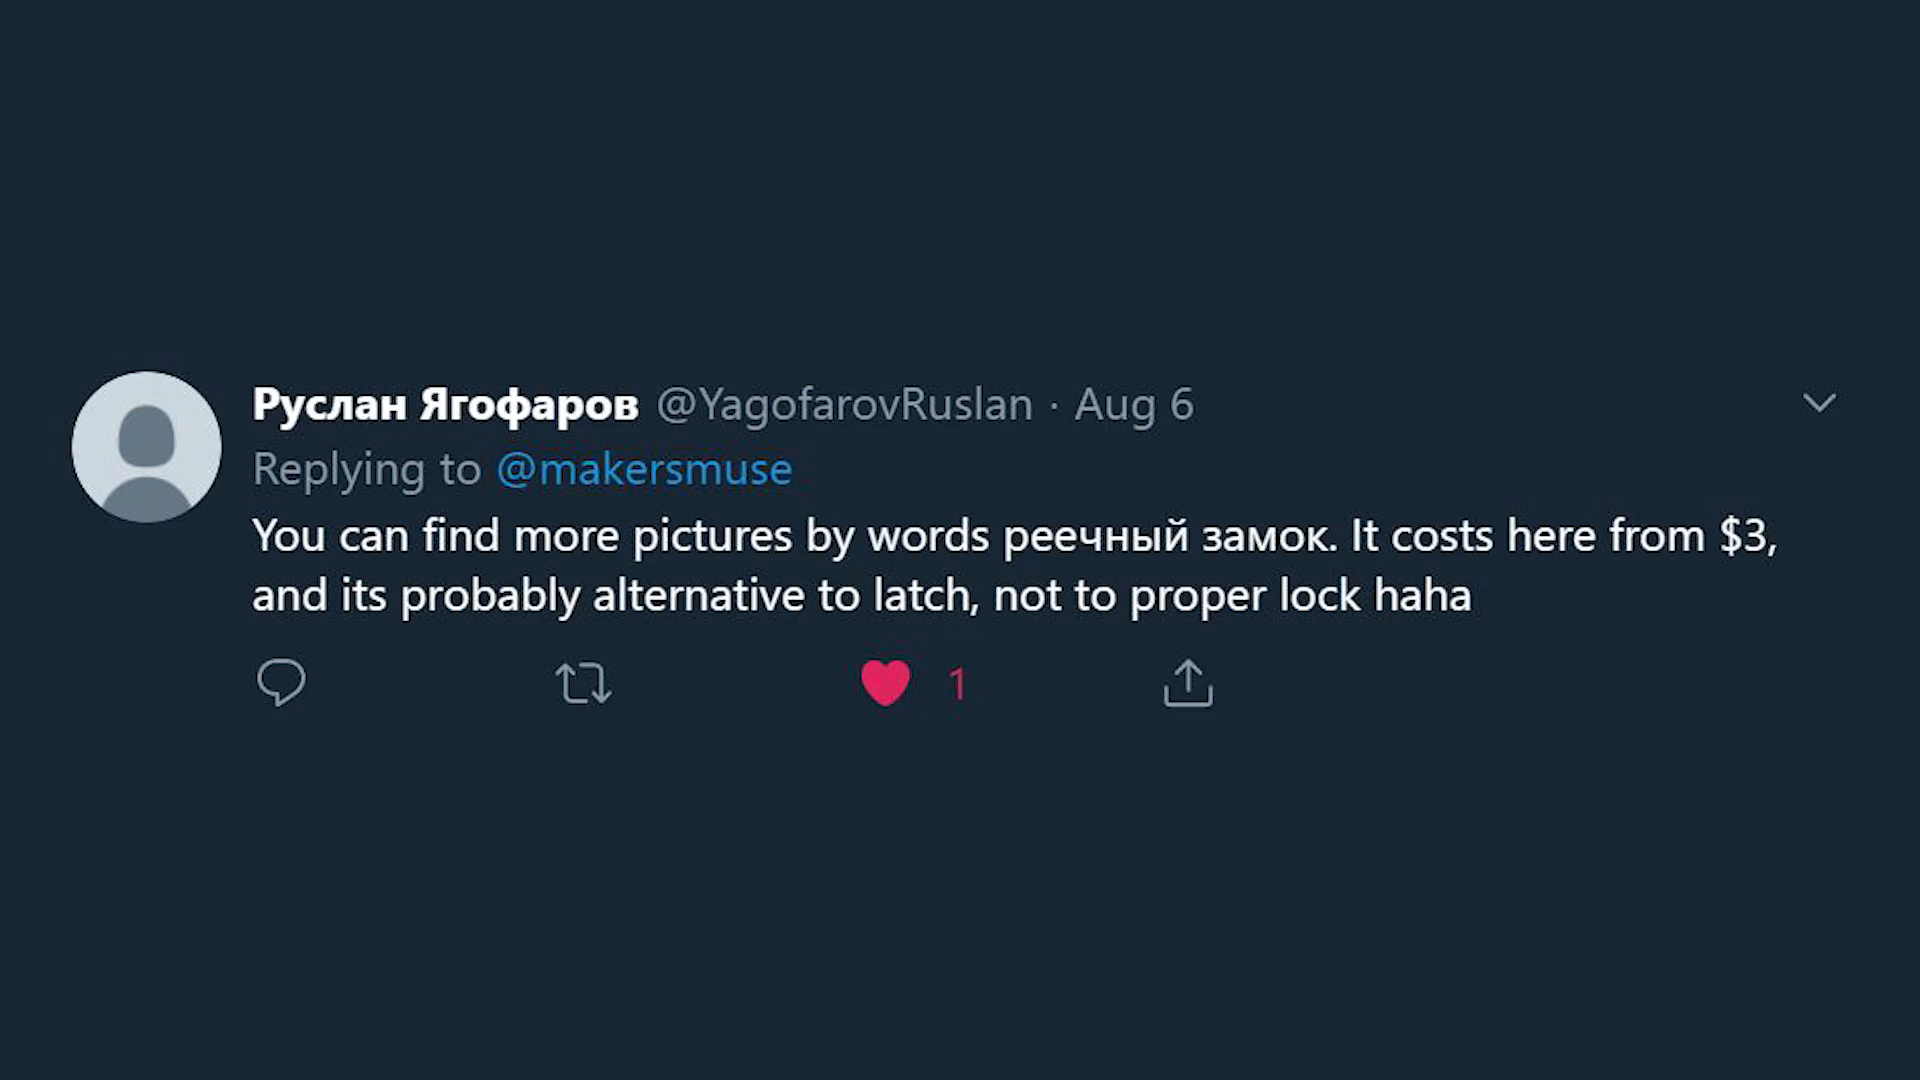 Руслан Ягофаров @YagofarovRuslan · Aug 6
Replying to @makersmuse
You can find more pictures by words реечный замок. It costs here from $3,
and its probably alternative to latch, not to proper lock haha
1